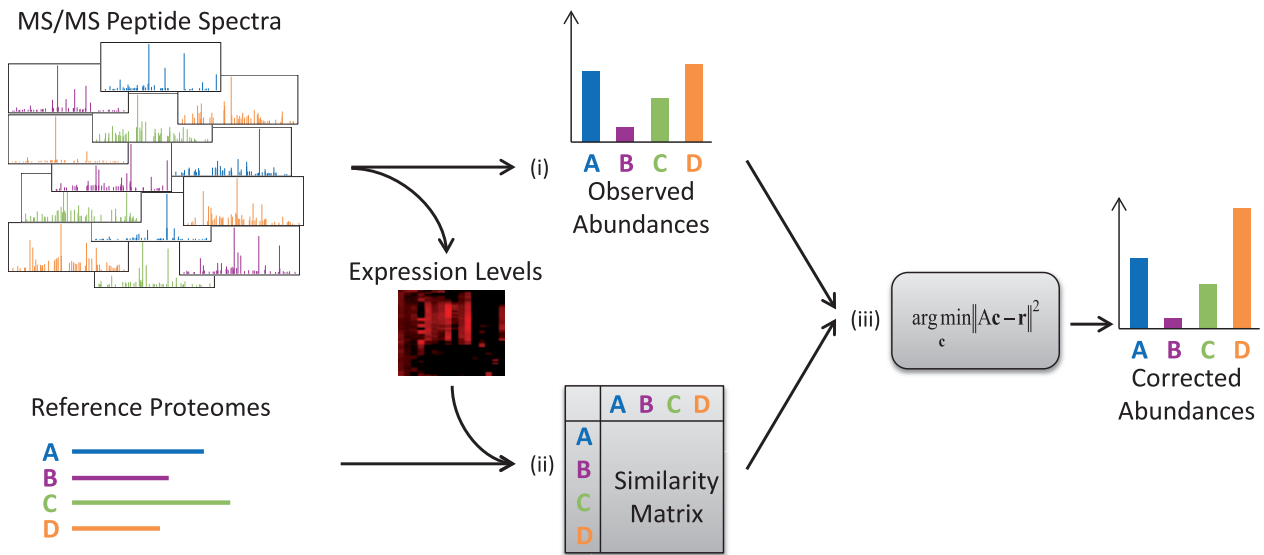 MS/MS Peptide Spectra
(i)
A B C D
Observed
Abundances
Expression Levels
Reference Proteomes
A
B
C
D
(ii)
A B C D
A
B
C
D
Similarity
Matrix
(iii)
arg min‖Ac − r‖²
c
A B C D
Corrected
Abundances